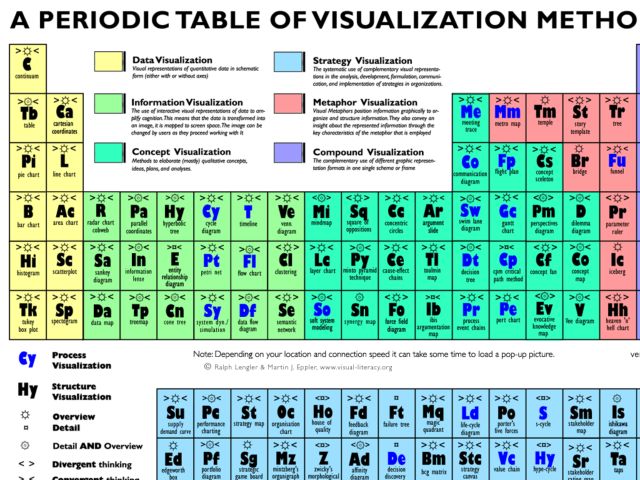 A PERIODIC TABLE OF VISUALIZATION METHO
C
continuum
Data Visualization
Visual representations of quantitative data in schematic
form (either with or without axes)
Strategy Visualization
The systematic use of complementary visual representa-
tions in the analysis, development, formulation, communi-
cation, and implementation of strategies in organizations.
Tb Ca
table cartesian coordinates
Information Visualization
The use of interactive visual representations of data to am-
plify cognition. This means that the data is transformed into
an image, it is mapped to screen space. The image can be
changed by users as they proceed working with it
Metaphor Visualization
Visual Metaphors position information graphically to or-
ganize and structure information. They also convey an
insight about the represented information through the
key characteristics of the metaphor that is employed
Me Mm Tm St Tr
meeting trace metro map temple story template tree
Pi L
pie chart line chart
Concept Visualization
Methods to elaborate (mostly) qualitative concepts,
ideas, plans, and analyses.
Compound Visualization
The complementary use of different graphic represen-
tation formats in one single schema or frame
Co Fp Cs Br Fu
communication diagram flight plan concept sceleton bridge funnel
B Ac R Pa Hy Cy T Ve Mi Sq Cc Ar Sw Gc Pm D Pr
bar chart area chart radar chart cobweb parallel coordinates hyperbolic tree cycle diagram timeline venn diagram mindmap square of oppositions concentric circles argument slide swim lane diagram gantt chart perspectives diagram dilemma diagram parameter ruler
Hi Sc Sa In E Pt Fl Cl Lc Py Ce Tl Dt Cp Cf Co Ic
histogram scatterplot sankey diagram information lense entity relationship diagram petri net flow chart clustering layer chart minto pyramid technique cause-effect chains toulmin map decision tree cpm critical path method concept fan concept map iceberg
Tk Sp Da Tp Cn Sy Df Se So Sn Fo Ib Pr Pe Ev V Hh
tukey box plot spectogram data map treemap cone tree system dyn./ simulation data flow diagram semantic network soft system modeling synergy map force field diagram ibis argumentation map process event chains pert chart evocative knowledge map Vee diagram heaven 'n' hell chart
Cy Process
Visualization
Note: Depending on your location and connection speed it can take some time to load a pop-up picture.
© Ralph Lengler & Martin J. Eppler, www.visual-literacy.org
ve
Hy Structure
Visualization
☼ Overview
¤ Detail
Detail AND Overview
< > Divergent thinking
> < Convergent thinking
Su Pc St Oc Ho Fd Ft Mq Ld Po S Sm Is
supply demand curve performance charting strategy map organisation chart house of quality feedback diagram failure tree magic quadrant life-cycle diagram porter's five forces s-cycle stakeholder map ishikawa diagram
Ed Pf Sg Mz Z Ad De Bm Stc Vc Hy Sr Ta
edgeworth box portfolio diagram strategic game board mintzberg's organigraph zwicky's morphological affinity diagram decision discovery bcg matrix strategy canvas value chain hype-cycle stakeholder taps